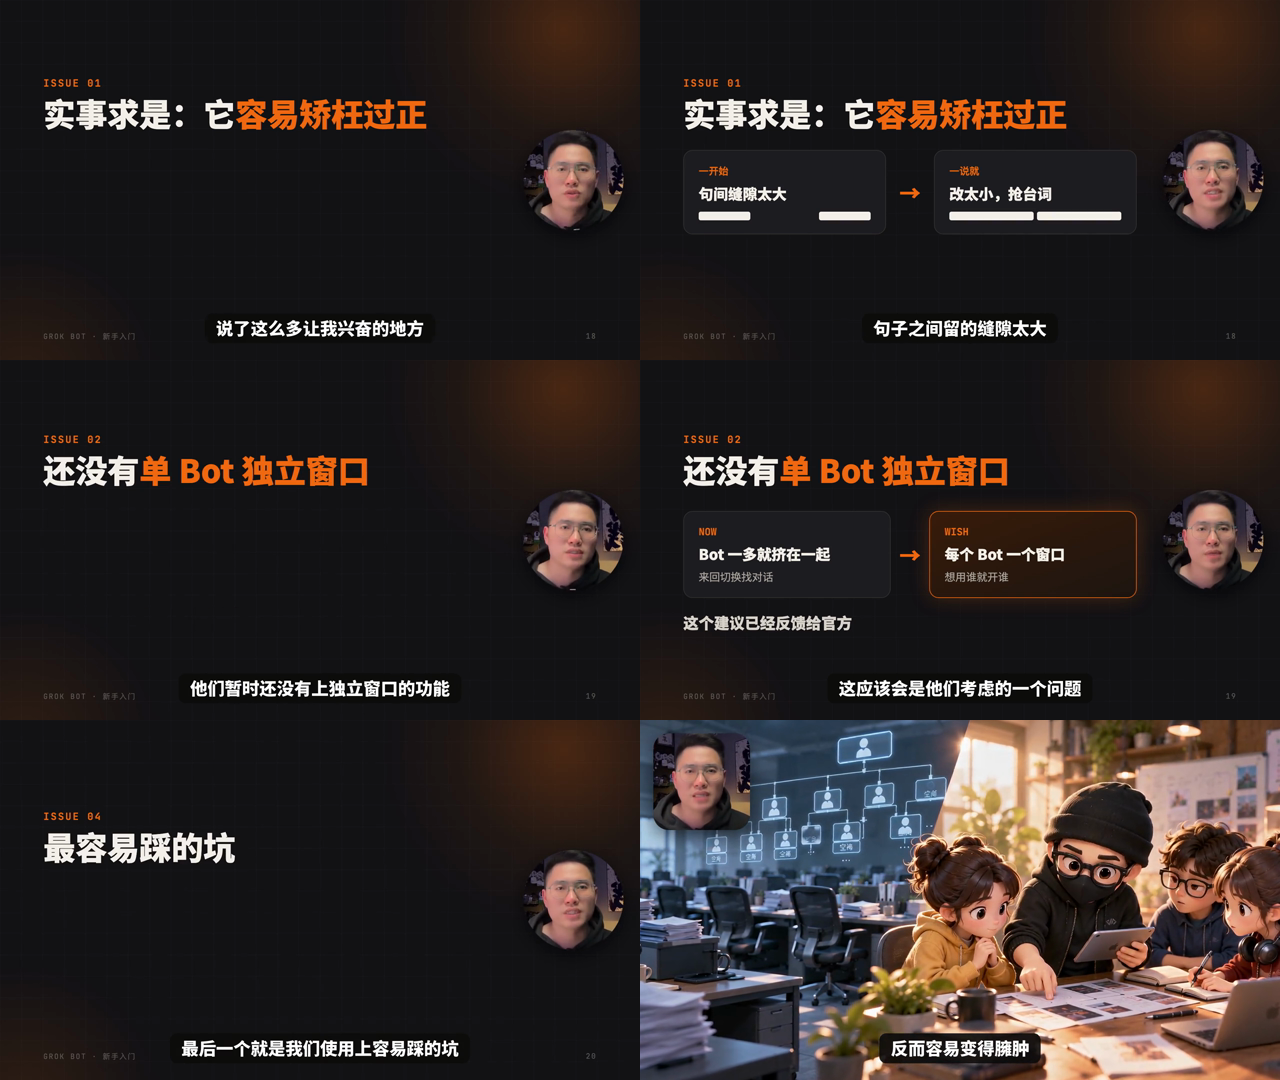 ISSUE 01
实事求是：它容易矫枉过正
说了这么多让我兴奋的地方
GROK BOT · 新手入门
18
ISSUE 01
实事求是：它容易矫枉过正
一开始
句间缝隙太大
一说就
改太小，抢台词
句子之间留的缝隙太大
GROK BOT · 新手入门
18
ISSUE 02
还没有单 Bot 独立窗口
他们暂时还没有上独立窗口的功能
GROK BOT · 新手入门
19
ISSUE 02
还没有单 Bot 独立窗口
NOW
Bot 一多就挤在一起
来回切换找对话
WISH
每个 Bot 一个窗口
想用谁就开谁
这个建议已经反馈给官方
这应该会是他们考虑的一个问题
GROK BOT · 新手入门
19
ISSUE 04
最容易踩的坑
最后一个就是我们使用上容易踩的坑
GROK BOT · 新手入门
20
反而容易变得臃肿